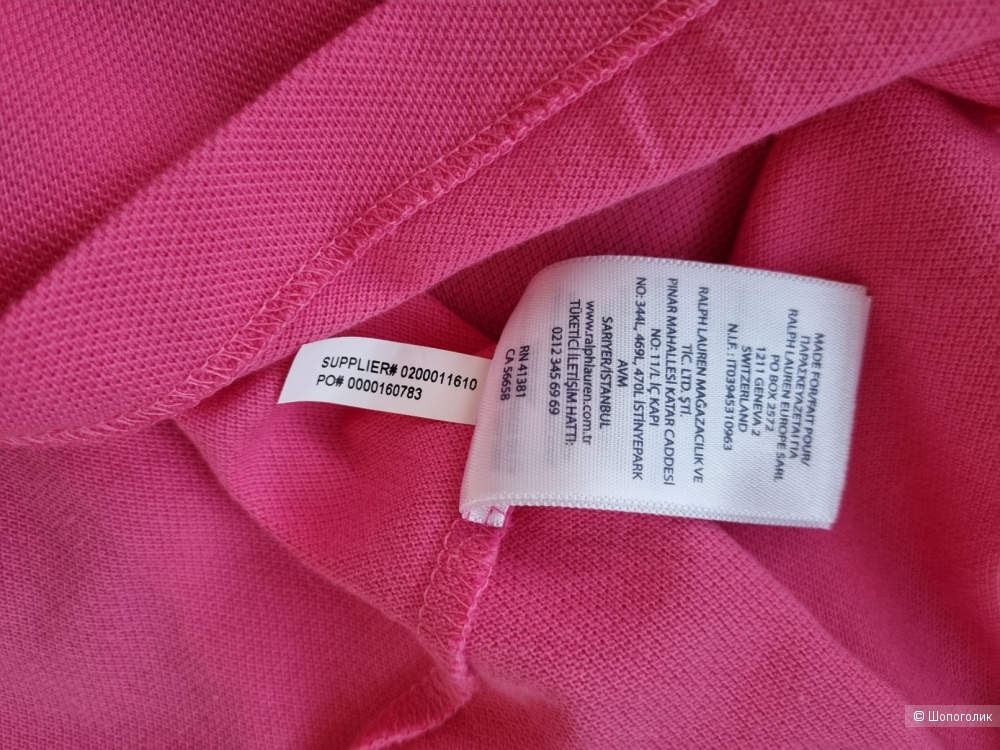 SUPPLIER# 0200011610
PO# 0000160783
MADE FOR/FAIT POUR/
ΠΑΡΑΣΚΕΥΑΖΕΤΑΙ ΓΙΑ
RALPH LAUREN EUROPE SARL
PO BOX 2572
1211 GENEVA 2
SWITZERLAND
N.I.F. : IT03945310963
RALPH LAUREN MAĞAZACILIK VE
TİC. LTD. ŞTİ.
PINAR MAHALLESİ KATAR CADDESİ
NO: 11/1 İÇ KAPI
NO: 344L, 469L, 470L İSTİNYEPARK
AVM
SARIYER/İSTANBUL
www.ralphlauren.com.tr
TÜKETİCİ İLETİŞİM HATTI:
0212 345 69 69
RN 41381
CA 56658
© Шопоголик